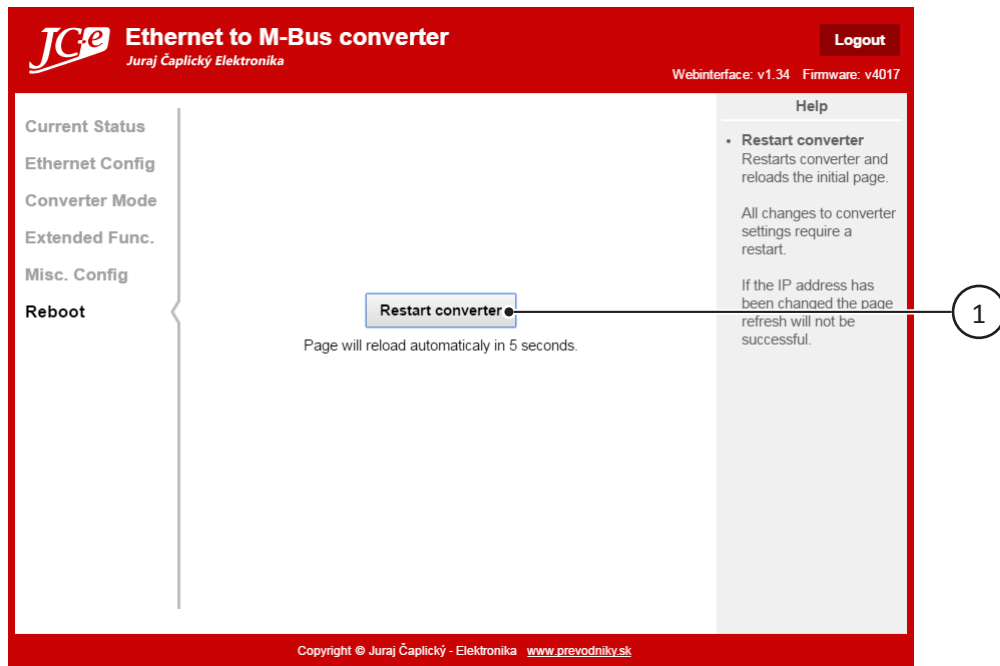 JC-e
Ethernet to M-Bus converter
Juraj Čaplický Elektronika
Logout
Webinterface: v1.34 Firmware: v4017
Current Status
Ethernet Config
Converter Mode
Extended Func.
Misc. Config
Reboot
Restart converter
Page will reload automaticaly in 5 seconds.
Help
• Restart converter
Restarts converter and
reloads the initial page.
All changes to converter
settings require a
restart.
If the IP address has
been changed the page
refresh will not be
successful.
1
Copyright © Juraj Čaplický - Elektronika www.prevodniky.sk